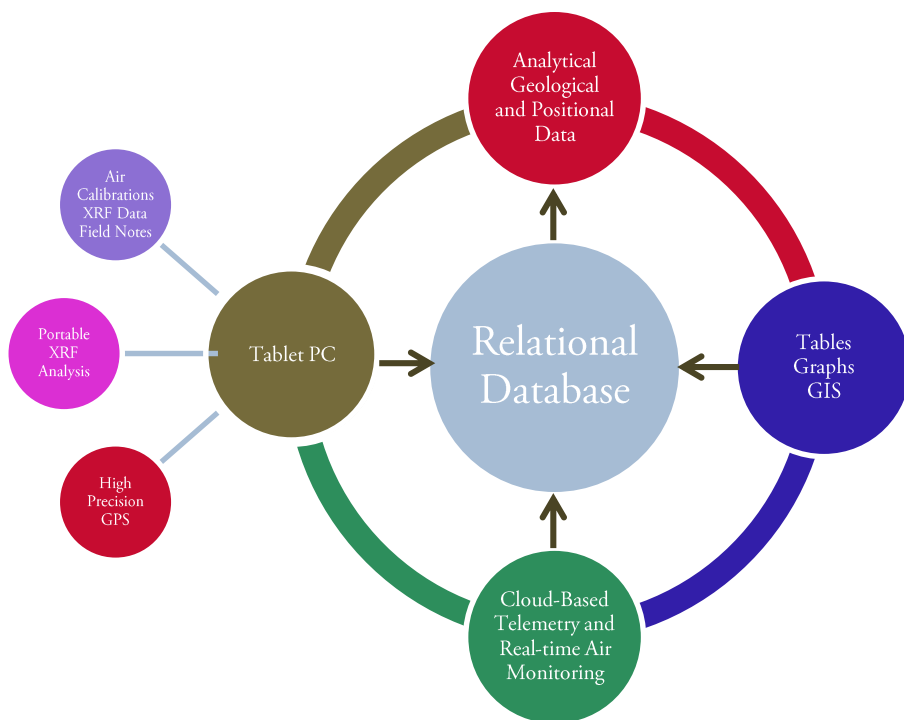 Analytical
Geological
and Positional
Data
Air
Calibrations
XRF Data
Field Notes
Portable
XRF
Analysis
High
Precision
GPS
Tablet PC
Relational
Database
Tables
Graphs
GIS
Cloud-Based
Telemetry and
Real-time Air
Monitoring